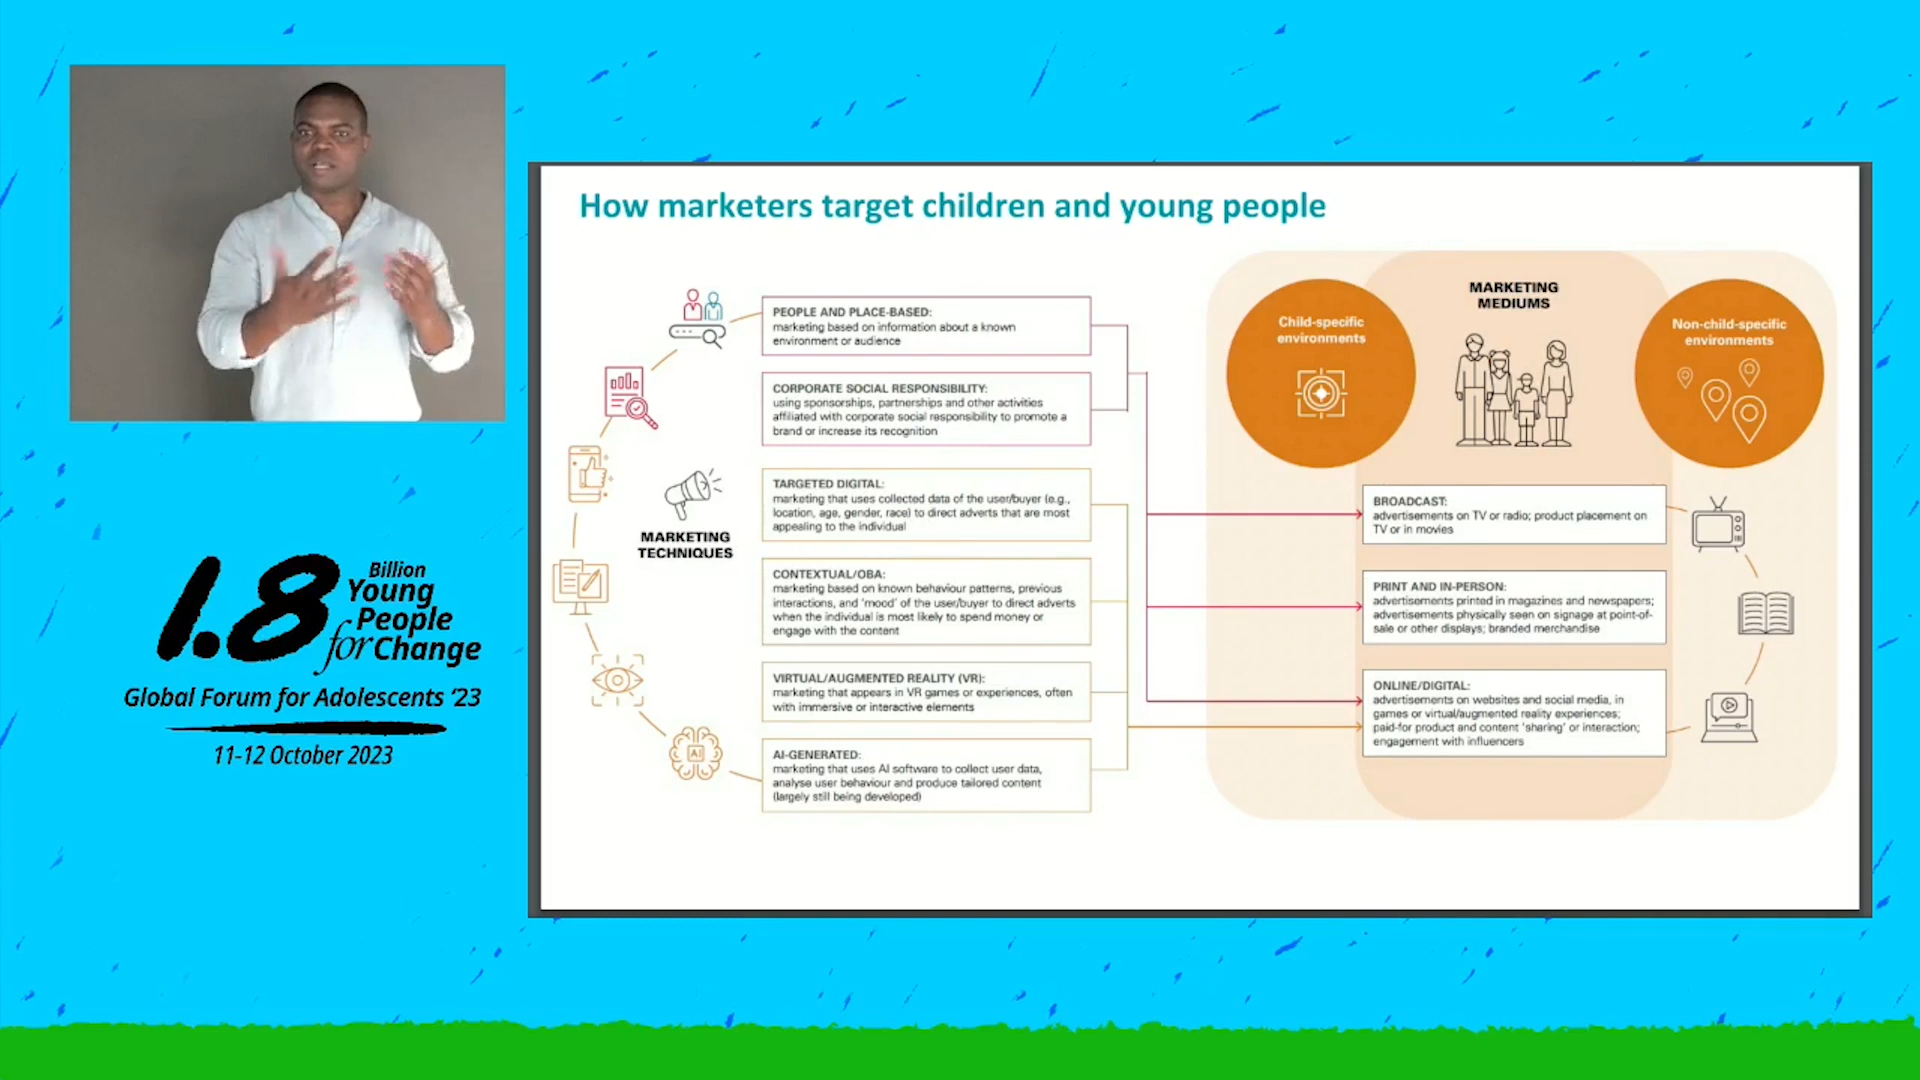 How marketers target children and young people
PEOPLE AND PLACE-BASED:
marketing based on information about a known
environment or audience
CORPORATE SOCIAL RESPONSIBILITY:
using sponsorships, partnerships and other activities
affiliated with corporate social responsibility to promote a
brand or increase its recognition
MARKETING
TECHNIQUES
TARGETED DIGITAL:
marketing that uses collected data of the user/buyer (e.g.,
location, age, gender, race) to direct adverts that are most
appealing to the individual
CONTEXTUAL/OBA:
marketing based on known behaviour patterns, previous
interactions, and 'mood' of the user/buyer to direct adverts
when the individual is most likely to spend money or
engage with the content
VIRTUAL/AUGMENTED REALITY (VR):
marketing that appears in VR games or experiences, often
with immersive or interactive elements
AI
AI-GENERATED:
marketing that uses AI software to collect user data,
analyse user behaviour and produce tailored content
(largely still being developed)
Child-specific
environments
MARKETING
MEDIUMS
Non-child-specific
environments
BROADCAST:
advertisements on TV or radio; product placement on
TV or in movies
PRINT AND IN-PERSON:
advertisements printed in magazines and newspapers;
advertisements physically seen on signage at point-of-
sale or other displays; branded merchandise
ONLINE/DIGITAL:
advertisements on websites and social media, in
games or virtual/augmented reality experiences;
paid-for product and content 'sharing' or interaction;
engagement with influencers
1.8 Billion
Young
People
for Change
Global Forum for Adolescents '23
11-12 October 2023